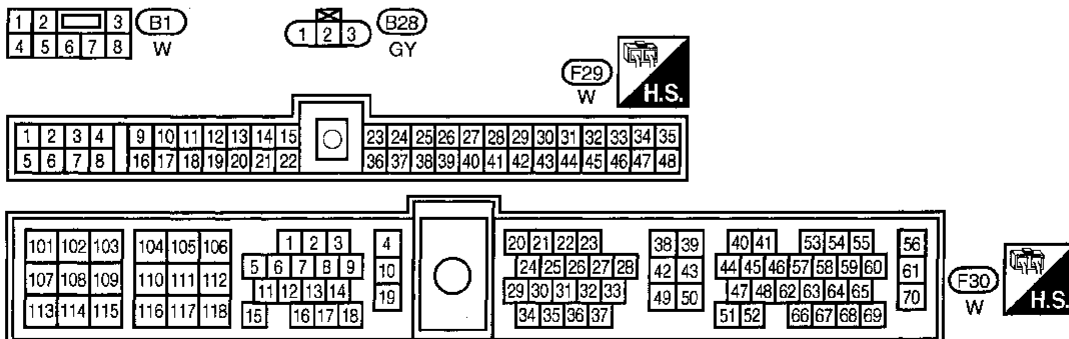 1 2 3 B1 1 2 3 B28
4 5 6 7 8 W GY
F29
W H.S.
1 2 3 4 9 10 11 12 13 14 15 23 24 25 26 27 28 29 30 31 32 33 34 35
5 6 7 8 16 17 18 19 20 21 22 36 37 38 39 40 41 42 43 44 45 46 47 48
101 102 103 104 105 106 1 2 3 4 20 21 22 23 38 39 40 41 53 54 55 56
107 108 109 110 111 112 5 6 7 8 9 10 24 25 26 27 28 42 43 44 45 46 57 58 59 60 61 F30
113 114 115 116 117 118 11 12 13 14 19 29 30 31 32 33 49 50 47 48 62 63 64 65 70 W H.S.
15 16 17 18 34 35 36 37 51 52 66 67 68 69